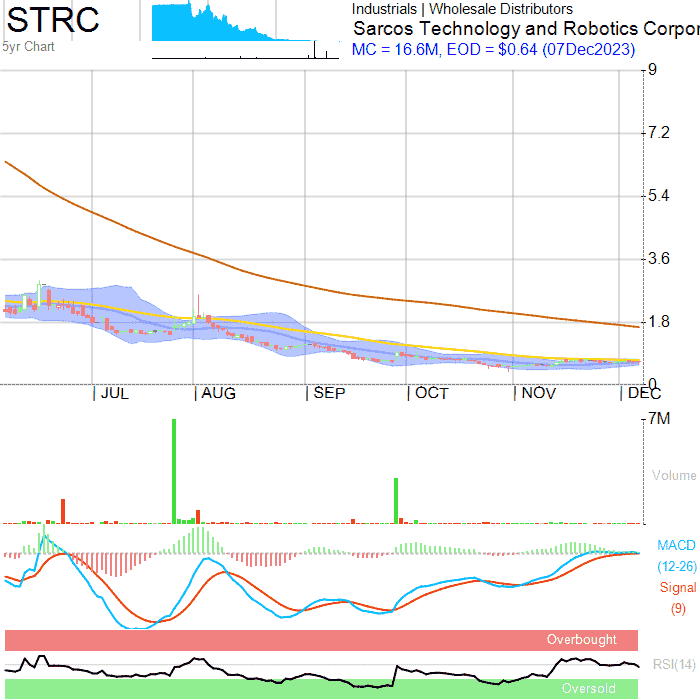 STRC
5yr Chart
Industrials | Wholesale Distributors
Sarcos Technology and Robotics Corpor
MC = 16.6M, EOD = $0.64 (07Dec2023)
9
7.2
5.4
3.6
1.8
0
| JUL | AUG | SEP | OCT | NOV | DEC
7M
Volume
MACD
(12-26)
Signal
(9)
Overbought
RSI(14)
Oversold